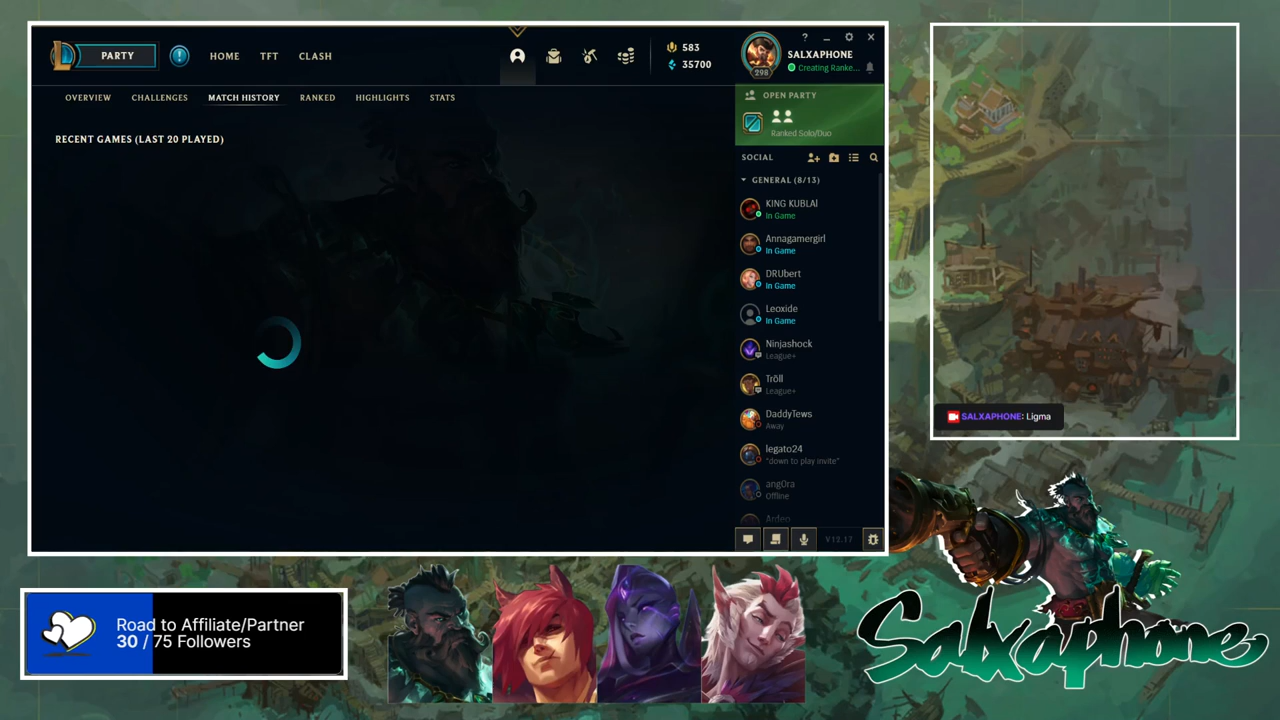 PARTY
HOME
TFT
CLASH
583
35700
298
?
SALXAPHONE
Creating Ranke...
OVERVIEW
CHALLENGES
MATCH HISTORY
RANKED
HIGHLIGHTS
STATS
RECENT GAMES (LAST 20 PLAYED)
OPEN PARTY
Ranked Solo/Duo
SOCIAL
GENERAL (8/13)
KING KUBLAI
In Game
Annagamergirl
In Game
DRUbert
In Game
Leoxide
In Game
Ninjashock
League+
Tröll
League+
DaddyTews
Away
legato24
"down to play invite"
ang0ra
Offline
Ardeo
V12.17
SALXAPHONE: Ligma
Road to Affiliate/Partner
30 / 75 Followers
Salxaphone